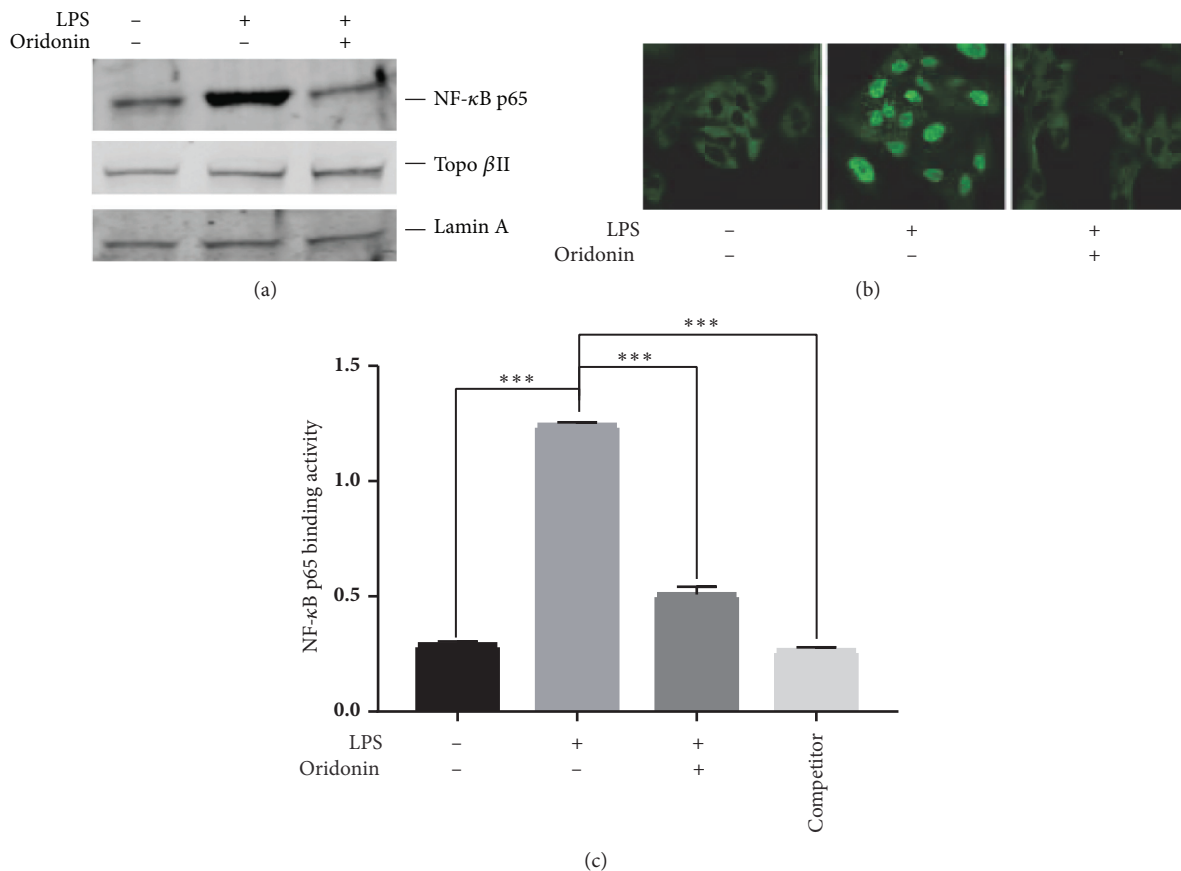 LPS – + +
Oridonin – – +
NF-κB p65
Topo βII
Lamin A
(a)
LPS – + +
Oridonin – – +
(b)
***
***
***
1.5
1.0
0.5
0.0
NF-κB p65 binding activity
LPS – + +
Oridonin – – +
Competitor
(c)